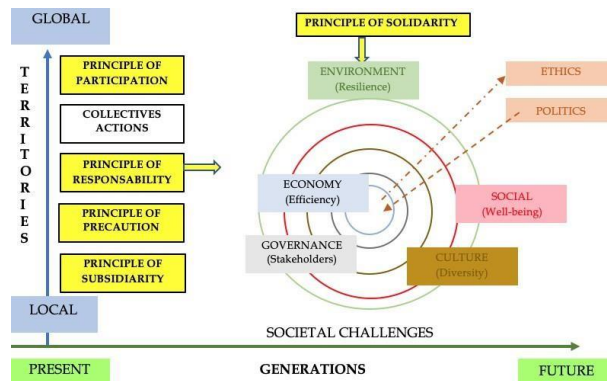 GLOBAL
TERRITORIES
PRINCIPLE OF
PARTICIPATION
COLLECTIVES
ACTIONS
PRINCIPLE OF
RESPONSABILITY
PRINCIPLE OF
PRECAUTION
PRINCIPLE OF
SUBSIDIARITY
LOCAL
PRINCIPLE OF SOLIDARITY
ENVIRONMENT
(Resilience)
ETHICS
POLITICS
ECONOMY
(Efficiency)
SOCIAL
(Well-being)
GOVERNANCE
(Stakeholders)
CULTURE
(Diversity)
SOCIETAL CHALLENGES
PRESENT
GENERATIONS
FUTURE